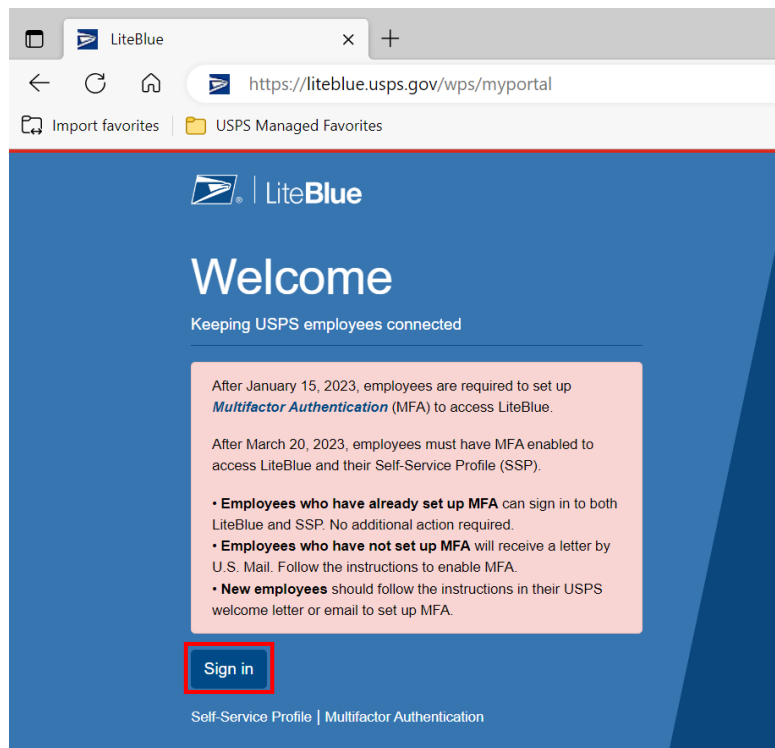 LiteBlue
https://liteblue.usps.gov/wps/myportal
Import favorites USPS Managed Favorites
LiteBlue
Welcome
Keeping USPS employees connected
After January 15, 2023, employees are required to set up
Multifactor Authentication (MFA) to access LiteBlue.
After March 20, 2023, employees must have MFA enabled to
access LiteBlue and their Self-Service Profile (SSP).
• Employees who have already set up MFA can sign in to both
LiteBlue and SSP. No additional action required.
• Employees who have not set up MFA will receive a letter by
U.S. Mail. Follow the instructions to enable MFA.
• New employees should follow the instructions in their USPS
welcome letter or email to set up MFA.
Sign in
Self-Service Profile | Multifactor Authentication